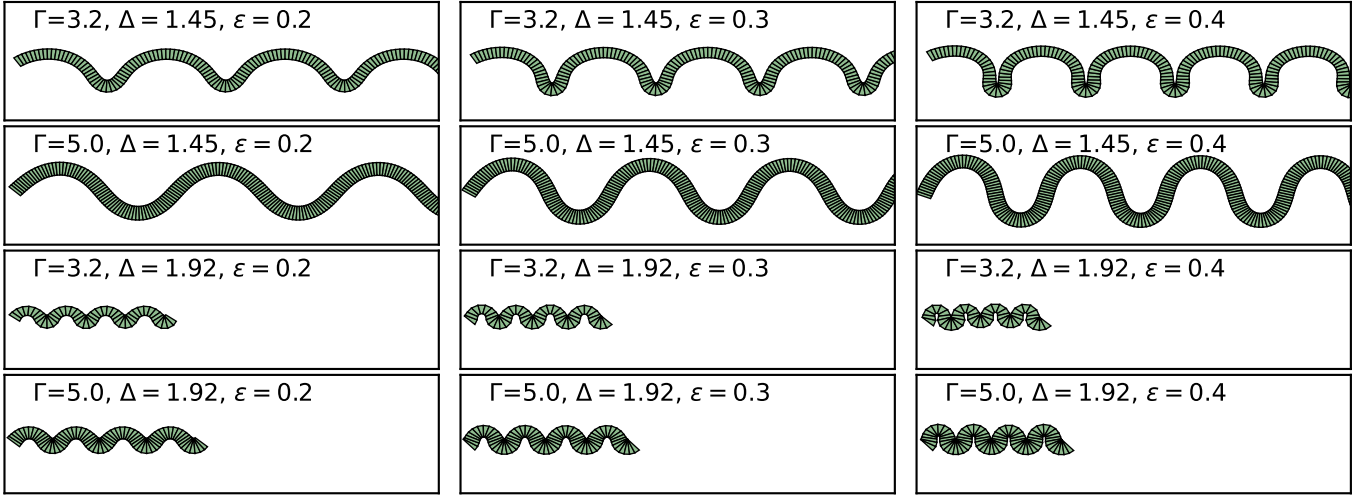 Γ=3.2, Δ = 1.45, ε = 0.2
Γ=3.2, Δ = 1.45, ε = 0.3
Γ=3.2, Δ = 1.45, ε = 0.4
Γ=5.0, Δ = 1.45, ε = 0.2
Γ=5.0, Δ = 1.45, ε = 0.3
Γ=5.0, Δ = 1.45, ε = 0.4
Γ=3.2, Δ = 1.92, ε = 0.2
Γ=3.2, Δ = 1.92, ε = 0.3
Γ=3.2, Δ = 1.92, ε = 0.4
Γ=5.0, Δ = 1.92, ε = 0.2
Γ=5.0, Δ = 1.92, ε = 0.3
Γ=5.0, Δ = 1.92, ε = 0.4